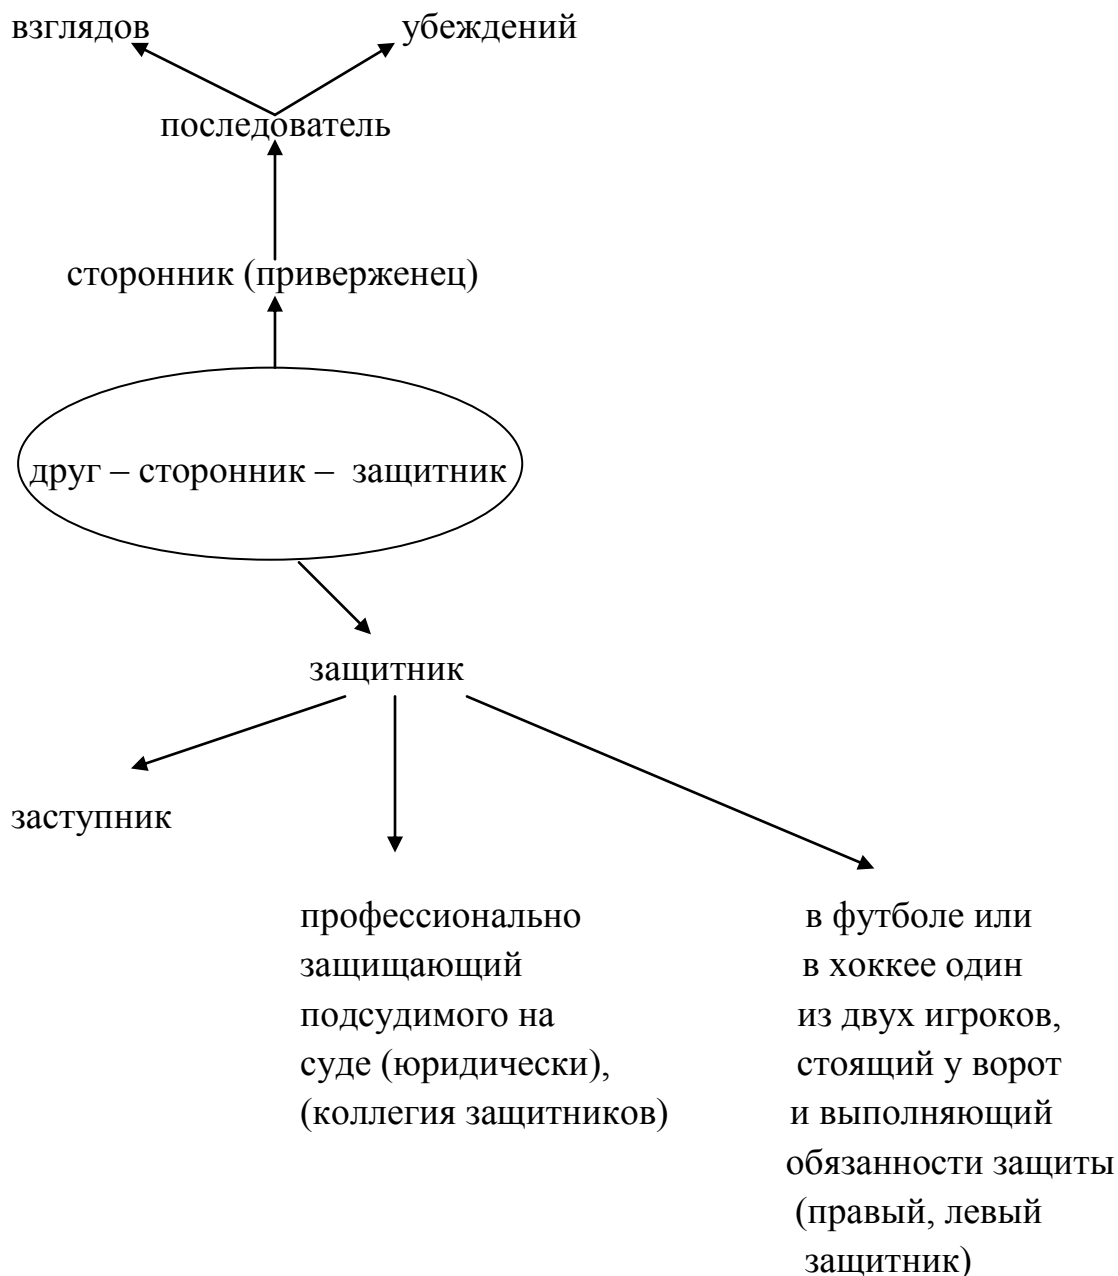 взглядов убеждений
последователь
сторонник (приверженец)
друг – сторонник – защитник
защитник
заступник
профессионально
защищающий
подсудимого на
суде (юридически),
(коллегия защитников)
в футболе или
в хоккее один
из двух игроков,
стоящий у ворот
и выполняющий
обязанности защиты
(правый, левый
защитник)